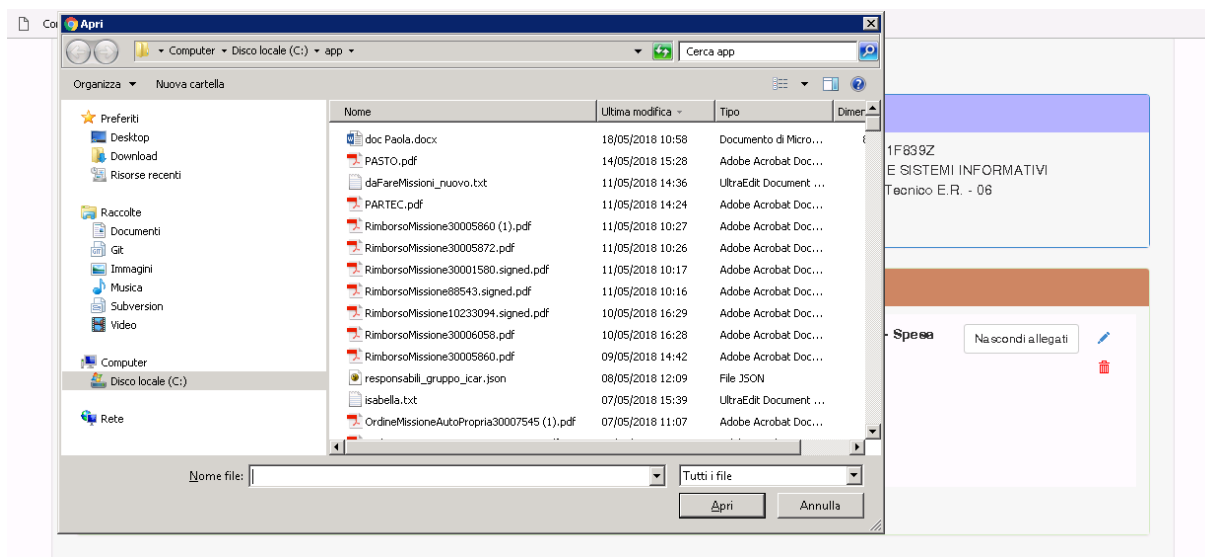 Co
Apri
Computer Disco locale (C:) app
Cerca app
Organizza Nuova cartella
Preferiti
Desktop
Download
Risorse recenti
Raccolte
Documenti
Git
Immagini
Musica
Subversion
Video
Computer
Disco locale (C:)
Rete
Nome Ultima modifica Tipo Dimer
doc Paola.docx 18/05/2018 10:58 Documento di Micro...
PASTO.pdf 14/05/2018 15:28 Adobe Acrobat Doc...
daFareMissioni_nuovo.txt 11/05/2018 14:36 UltraEdit Document ...
PARTEC.pdf 11/05/2018 14:24 Adobe Acrobat Doc...
RimborsoMissione30005860 (1).pdf 11/05/2018 10:27 Adobe Acrobat Doc...
RimborsoMissione30005872.pdf 11/05/2018 10:26 Adobe Acrobat Doc...
RimborsoMissione30001580.signed.pdf 11/05/2018 10:17 Adobe Acrobat Doc...
RimborsoMissione88543.signed.pdf 11/05/2018 10:16 Adobe Acrobat Doc...
RimborsoMissione10233094.signed.pdf 10/05/2018 16:29 Adobe Acrobat Doc...
RimborsoMissione30006058.pdf 10/05/2018 16:28 Adobe Acrobat Doc...
RimborsoMissione30005860.pdf 09/05/2018 14:42 Adobe Acrobat Doc...
responsabili_gruppo_icar.json 08/05/2018 12:09 File JSON
isabella.txt 07/05/2018 15:39 UltraEdit Document ...
OrdineMissioneAutoPropria30007545 (1).pdf 07/05/2018 11:07 Adobe Acrobat Doc...
Nome file:
Tutti i file
Apri Annulla
1F839Z
E SISTEMI INFORMATIVI
Tecnico E.R. - 06
- Spesa
Nascondi allegati